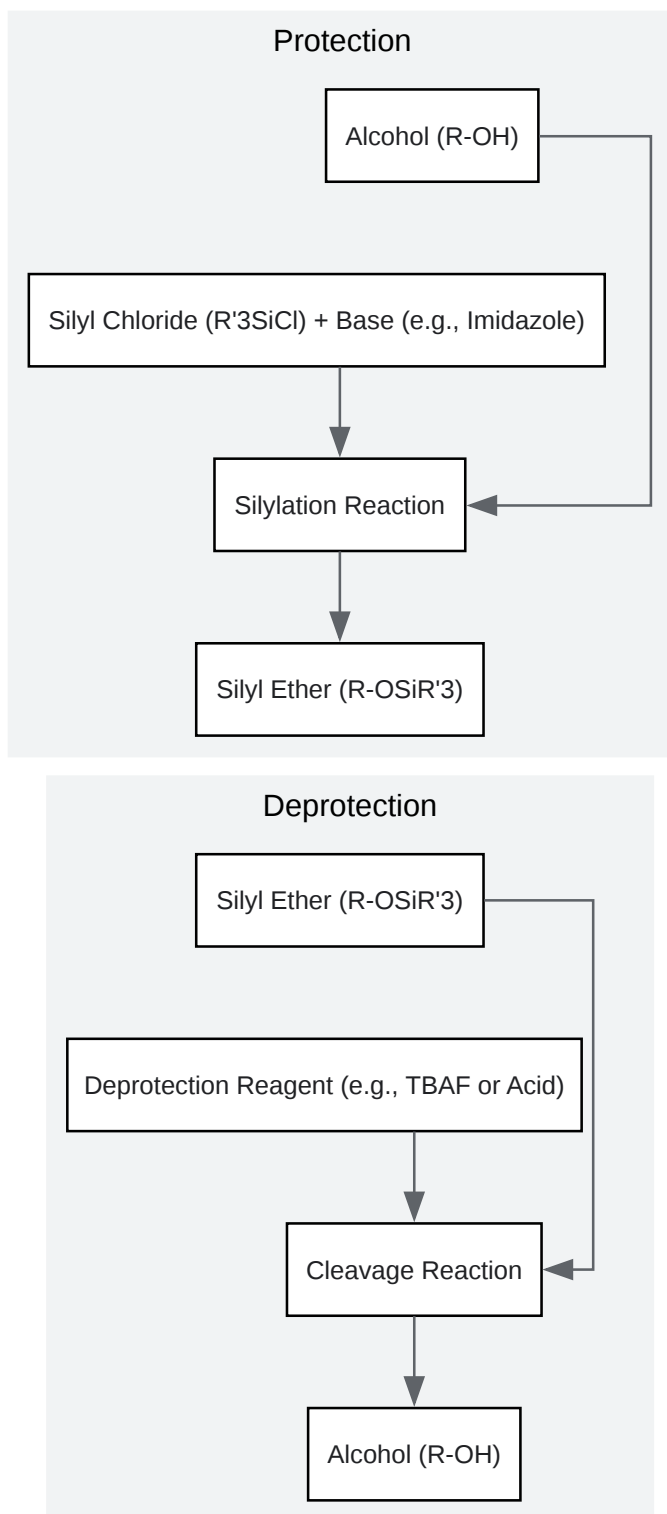 Protection
Alcohol (R-OH)
Silyl Chloride (R'3SiCl) + Base (e.g., Imidazole)
Silylation Reaction
Silyl Ether (R-OSiR'3)
Deprotection
Silyl Ether (R-OSiR'3)
Deprotection Reagent (e.g., TBAF or Acid)
Cleavage Reaction
Alcohol (R-OH)